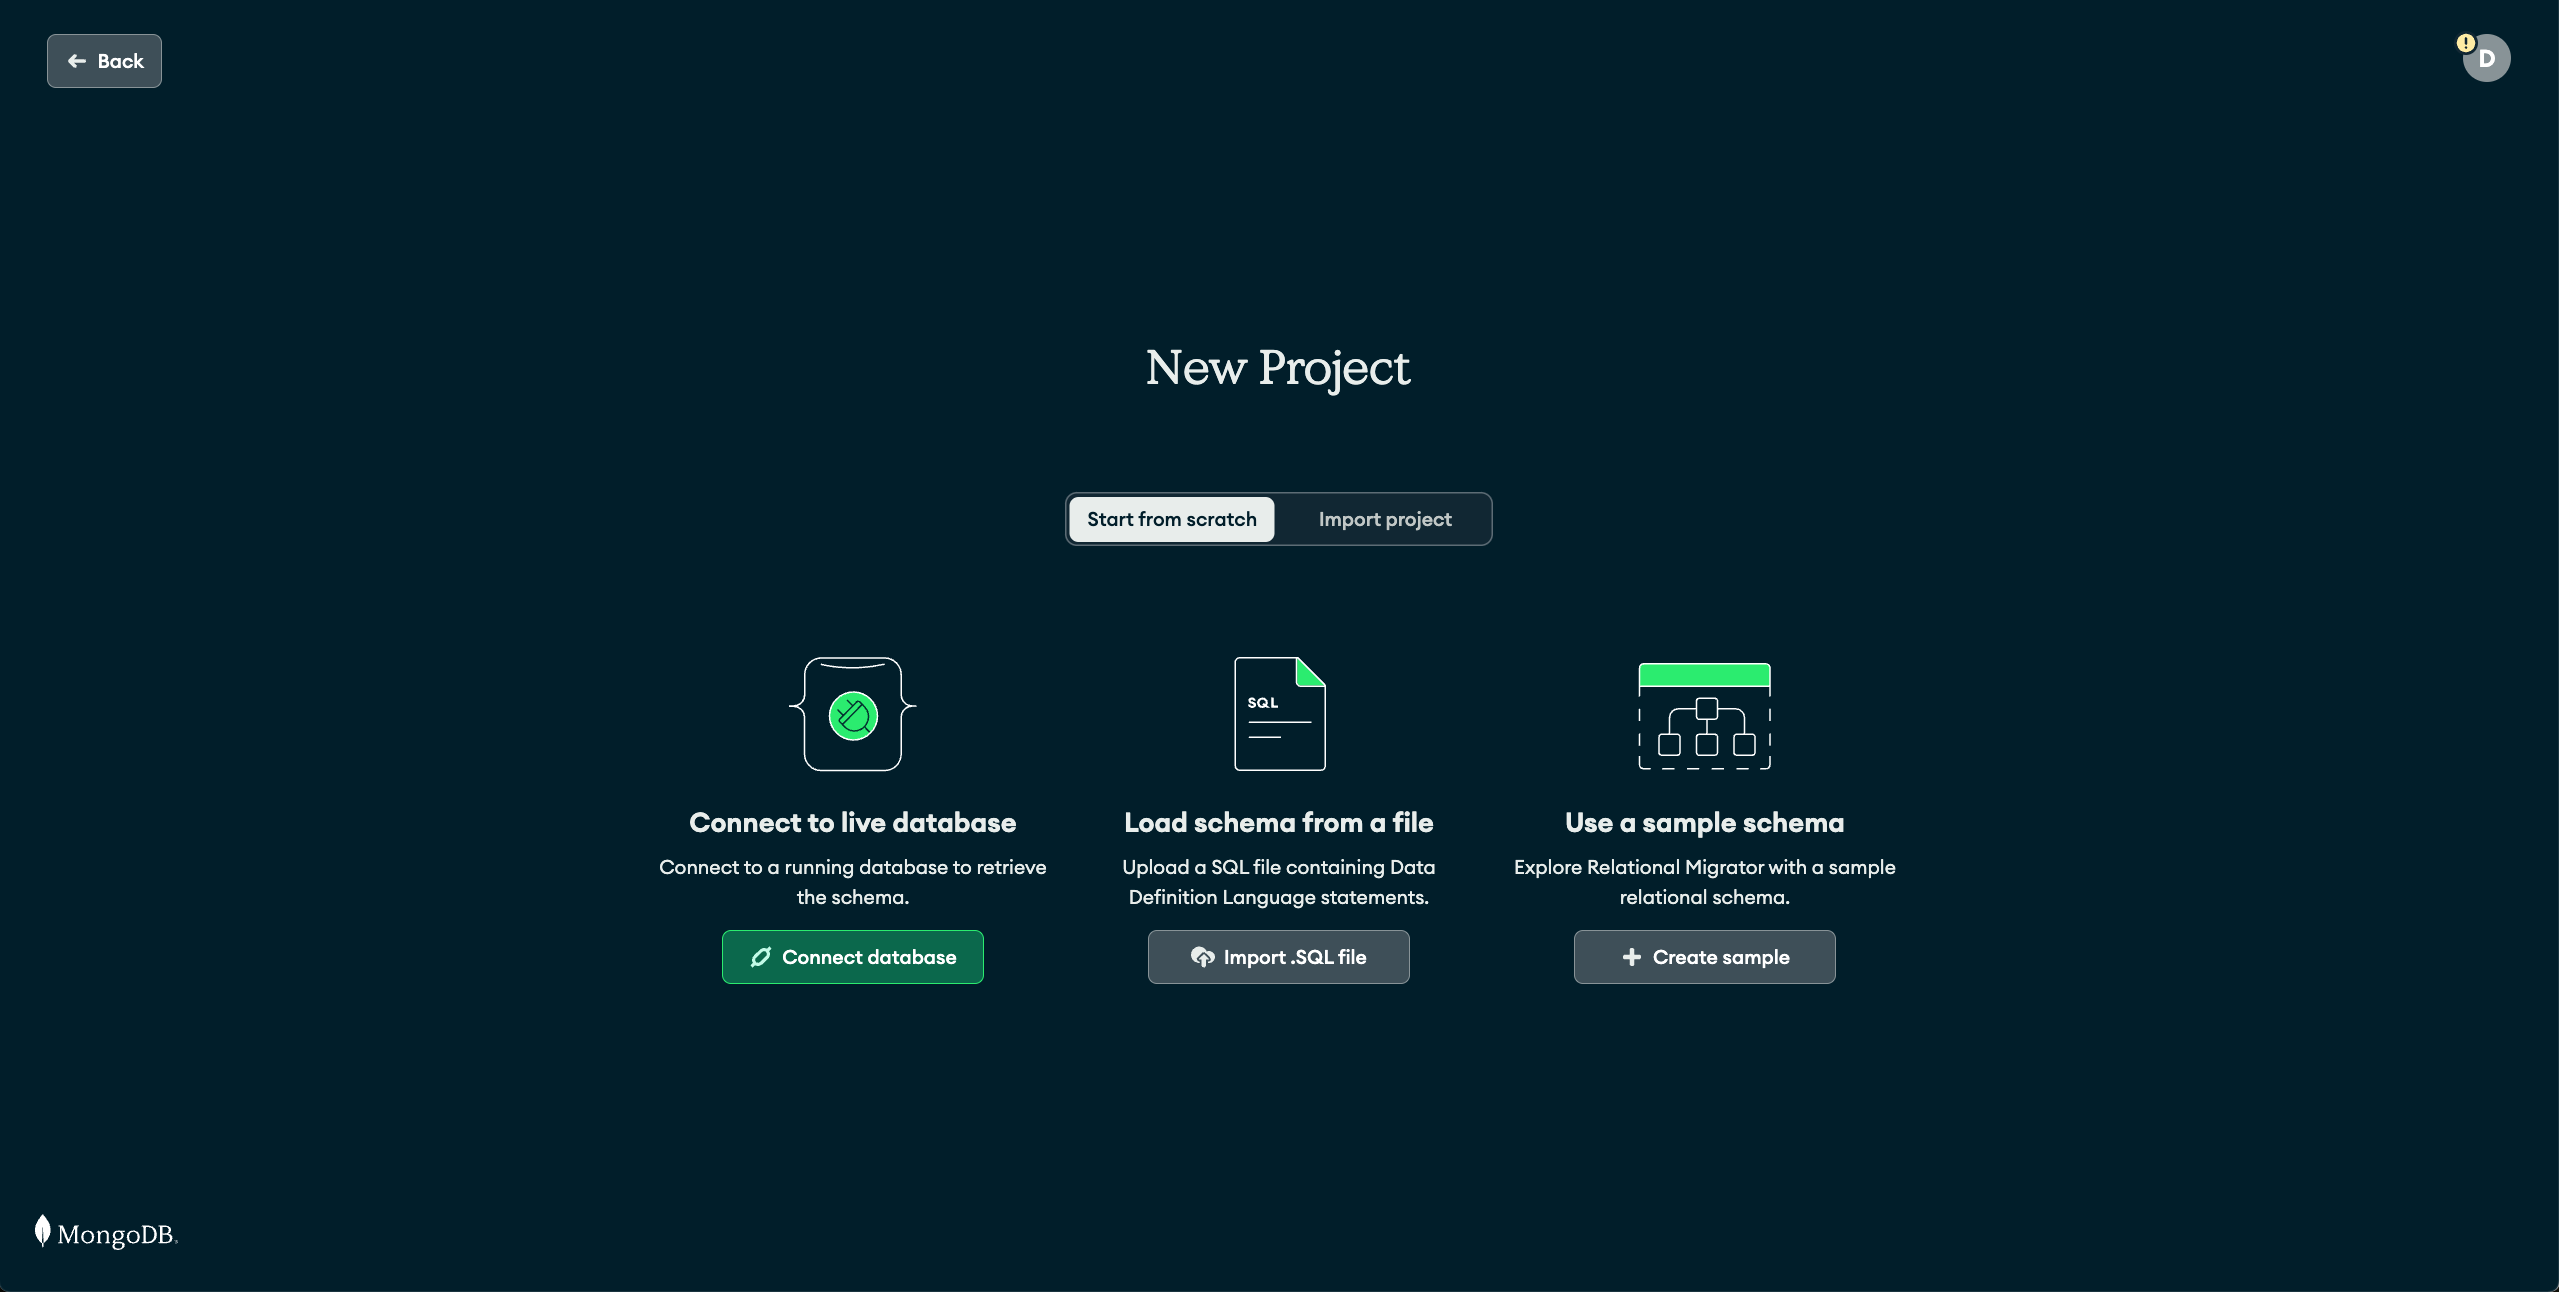 Back
!
D
New Project
Start from scratch
Import project
SQL
Connect to live database
Connect to a running database to retrieve
the schema.
Connect database
Load schema from a file
Upload a SQL file containing Data
Definition Language statements.
Import .SQL file
Use a sample schema
Explore Relational Migrator with a sample
relational schema.
Create sample
MongoDB.